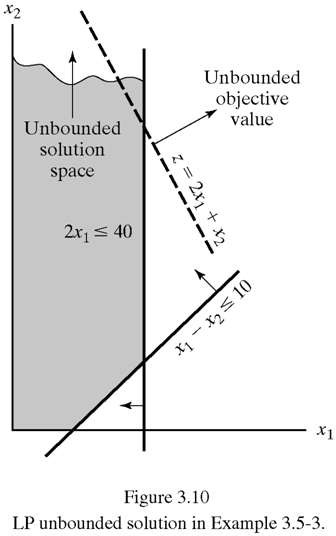 x₂
Unbounded
objective
value
Unbounded
solution
space
z = 2x₁ + x₂
2x₁ ≤ 40
x₁ − x₂ ≤ 10
x₁
Figure 3.10
LP unbounded solution in Example 3.5-3.